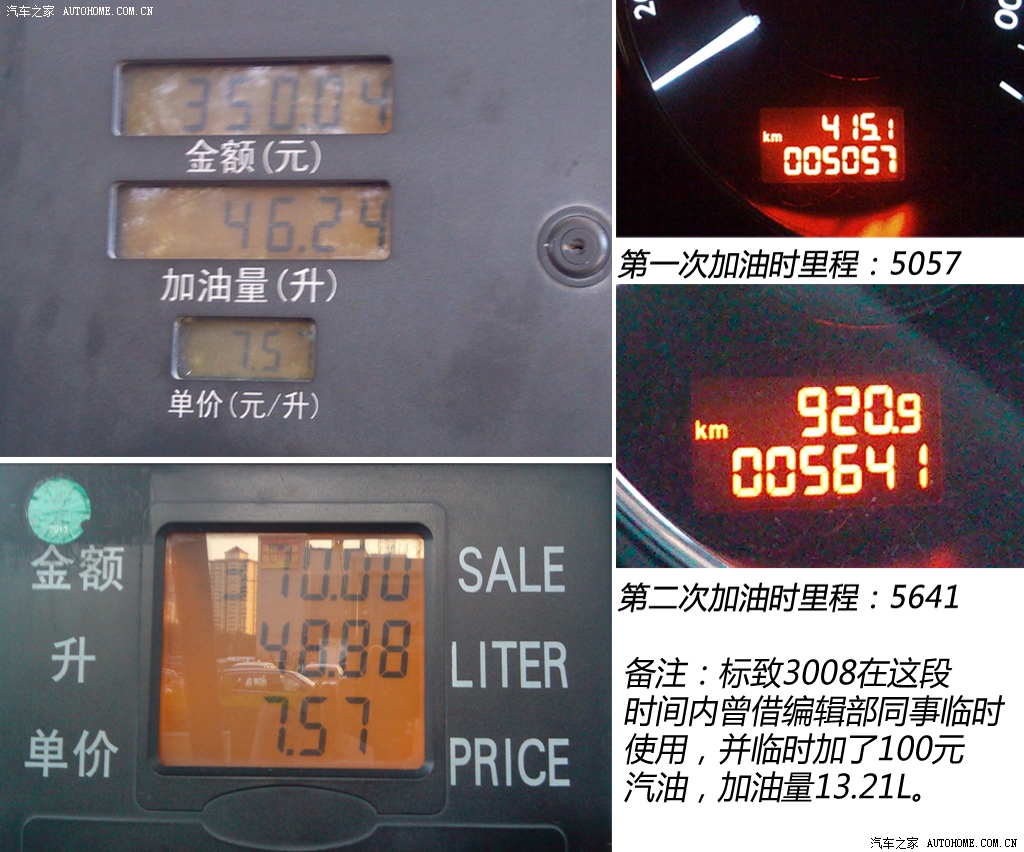 汽车之家 AUTOHOME.COM.CN
350.04
金额(元)
46.24
加油量(升)
7.57
单价(元/升)
km 415.1
005057
第一次加油时里程：5057
km 920.9
005641
第二次加油时里程：5641
金额 SALE
升 48.88 LITER
单价 7.57 PRICE
备注：标致3008在这段
时间内曾借编辑部同事临时
使用，并临时加了100元
汽油，加油量13.21L。
汽车之家 AUTOHOME.COM.CN